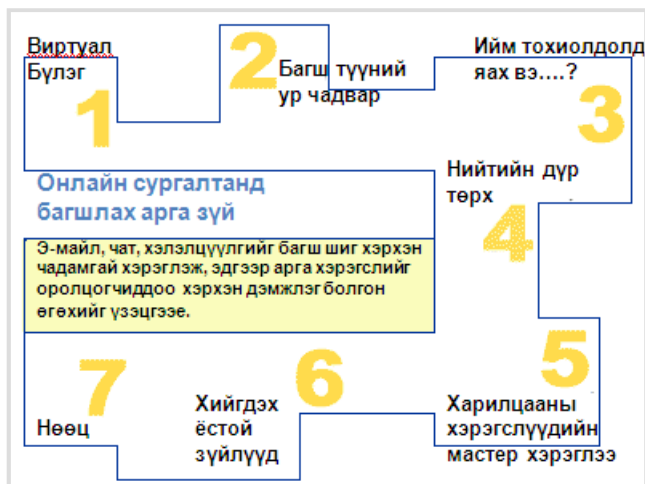 Виртуал
Бүлэг
1
2
Багш түүний
ур чадвар
Ийм тохиолдолд
яах вэ....?
3
Онлайн сургалтанд
багшлах арга зүй
Нийтийн дүр
төрх
4
Э-майл, чат, хэлэлцүүлгийг багш шиг хэрхэн
чадамгай хэрэглэж, эдгээр арга хэрэгслийг
оролцогчиддоо хэрхэн дэмжлэг болгон
өгөхийг үзэцгээе.
5
Харилцааны
хэрэгслүүдийн
мастер хэрэглээ
6
Хийгдэх
ёстой
зүйлүүд
7
Нөөц